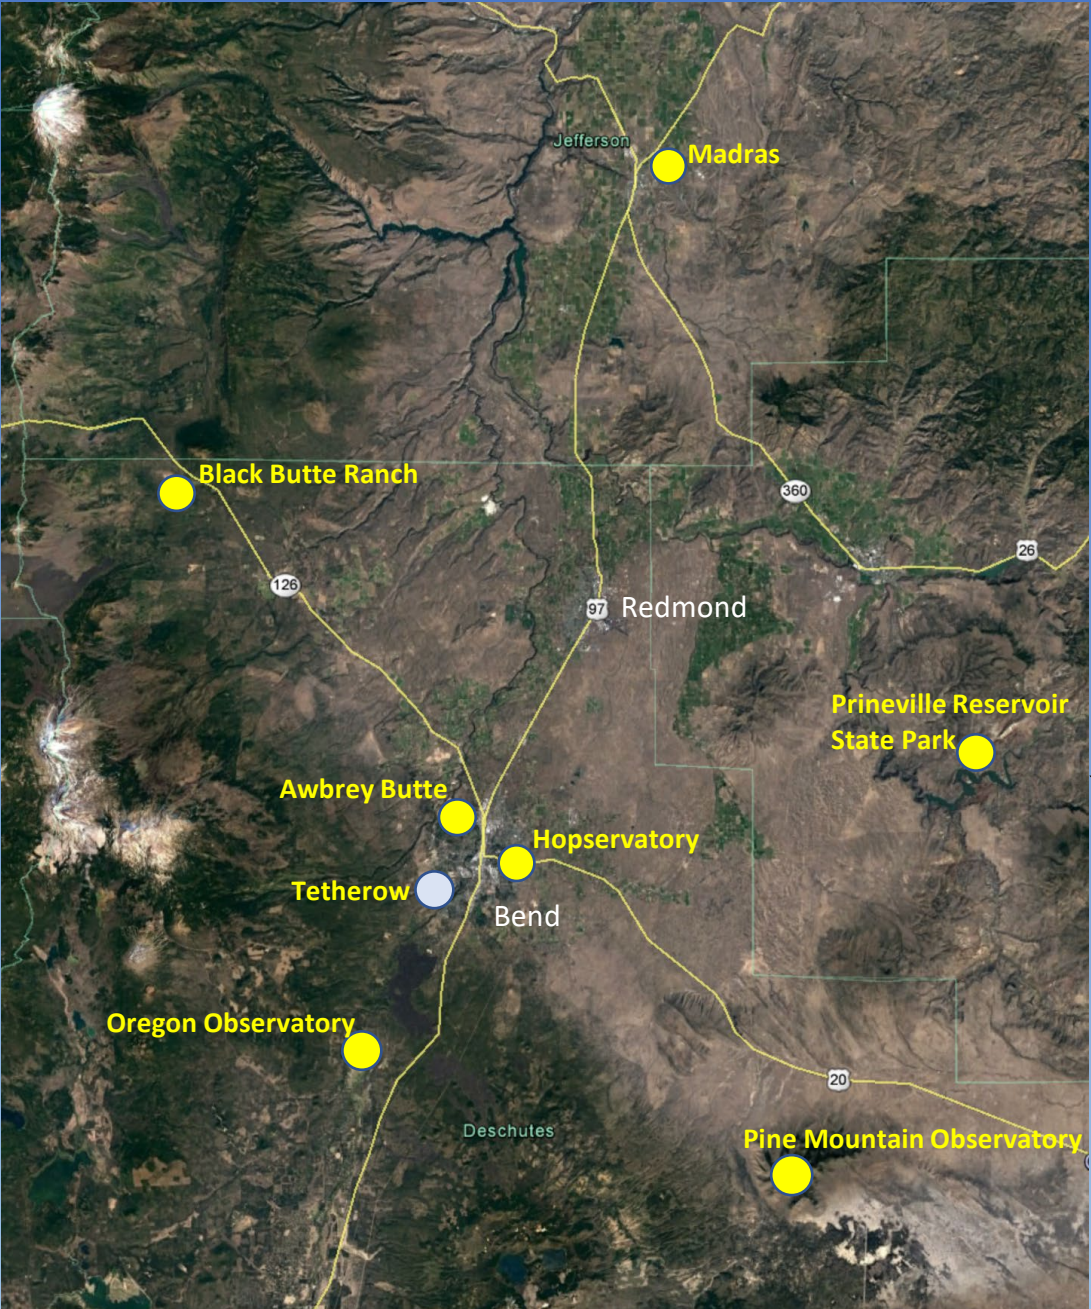 Jefferson
Madras
Black Butte Ranch
360
26
126
97
Redmond
Prineville Reservoir
State Park
Awbrey Butte
Hopservatory
Tetherow
Bend
Oregon Observatory
20
Deschutes
Pine Mountain Observatory